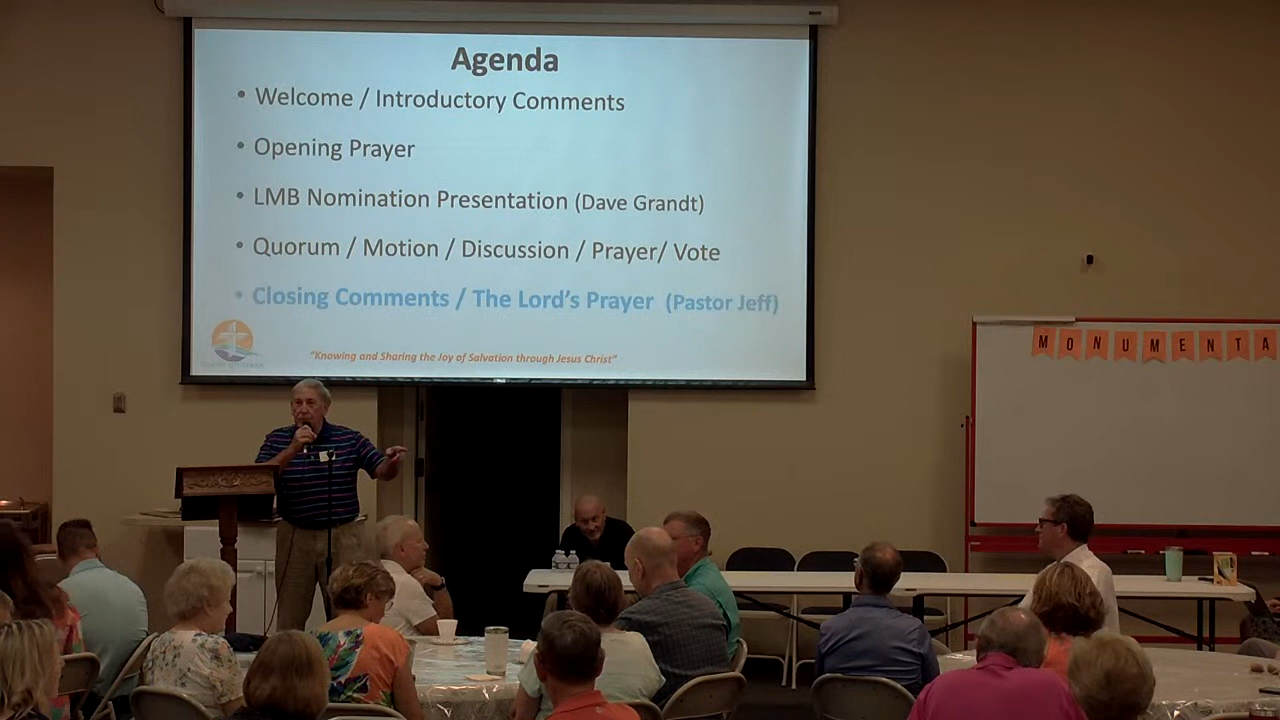 Agenda
• Welcome / Introductory Comments
• Opening Prayer
• LMB Nomination Presentation (Dave Grandt)
• Quorum / Motion / Discussion / Prayer/ Vote
• Closing Comments / The Lord's Prayer (Pastor Jeff)
"Knowing and Sharing the Joy of Salvation through Jesus Christ"
MONUMENTA